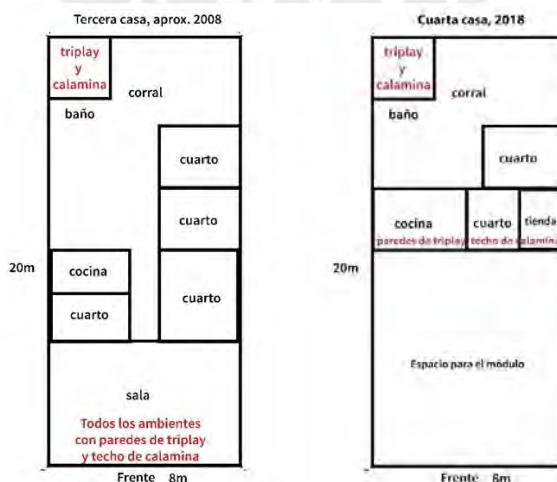 Tercera casa, aprox. 2008
triplay
y
calamina
corral
baño
cuarto
cuarto
20m
cocina
cuarto
cuarto
sala
Todos los ambientes
con paredes de triplay
y techo de calamina
Frente 8m
Cuarta casa, 2018
triplay
y
calamina
corral
baño
cuarto
cocina
cuarto
tienda
paredes de triplay techo de calamina
20m
Espacio para el módulo
Frente 8m